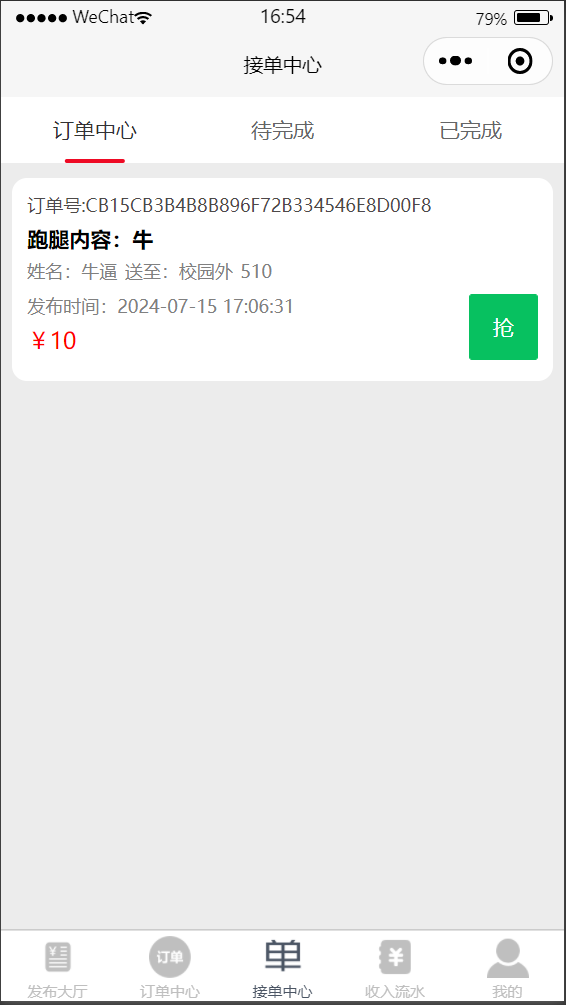 WeChat 16:54 79%
接单中心
订单中心 待完成 已完成
订单号:CB15CB3B4B8B896F72B334546E8D00F8
跑腿内容：牛
姓名：牛逼 送至：校园外 510
发布时间：2024-07-15 17:06:31
￥10
抢
订单
单
¥
发布大厅 订单中心 接单中心 收入流水 我的